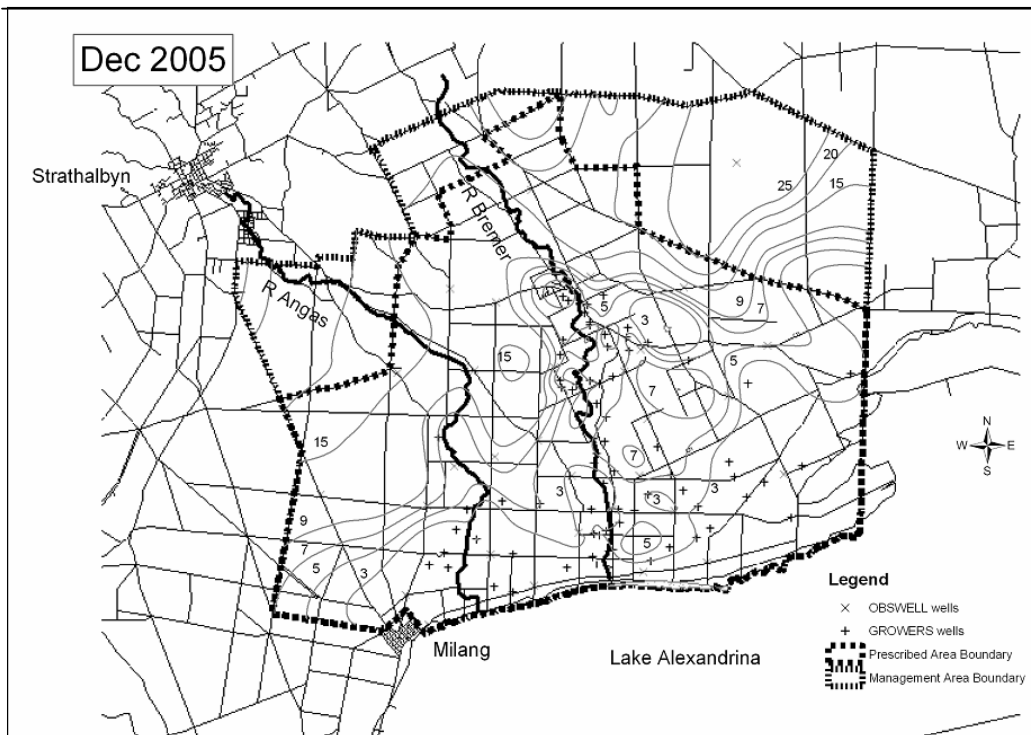 Dec 2005
Strathalbyn
R Angas
R Bremer
20
25
15
9
7
5
3
15
5
7
15
7
3
3
3
9
7
5
3
5
N
W
E
S
Milang
Lake Alexandrina
Legend
OBSWELL wells
GROWERS wells
Prescribed Area Boundary
Management Area Boundary